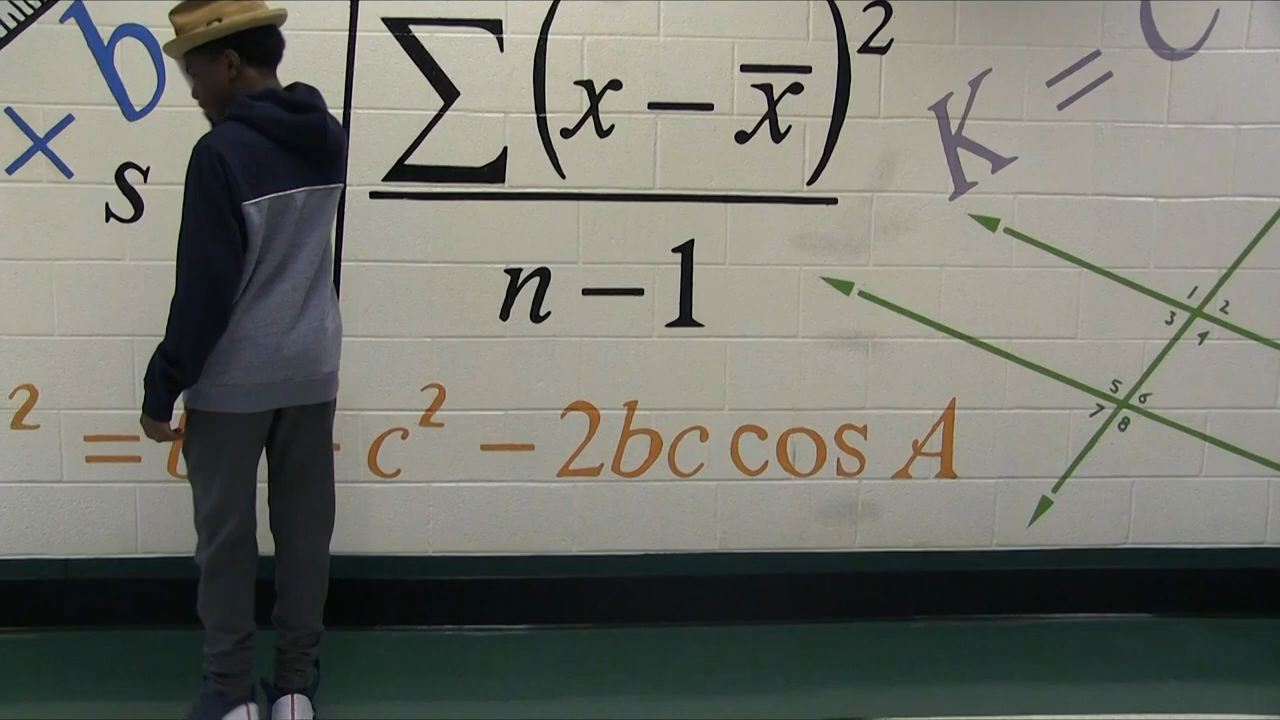 b
×
s
∑(x – x̄)²
n – 1
K = C
² = c² – 2bc cos A
1 2
3 4
5 6
7 8